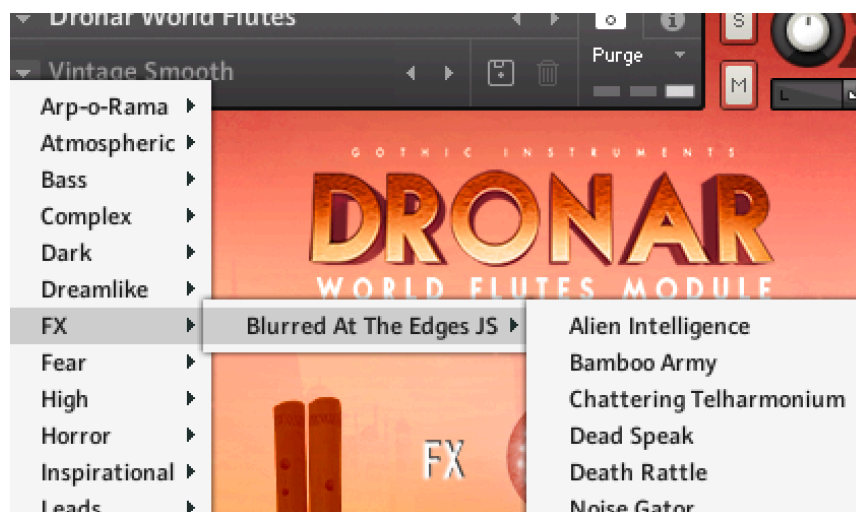 Dronar World Flutes
S
Vintage Smooth
Purge
M
L
Arp-o-Rama
Atmospheric
Bass
Complex
Dark
Dreamlike
FX
Fear
High
Horror
Inspirational
Leads
GOTHIC INSTRUMENTS
DRONAR
WORLD FLUTES MODULE
Blurred At The Edges JS
FX
Alien Intelligence
Bamboo Army
Chattering Telharmonium
Dead Speak
Death Rattle
Noise Gator